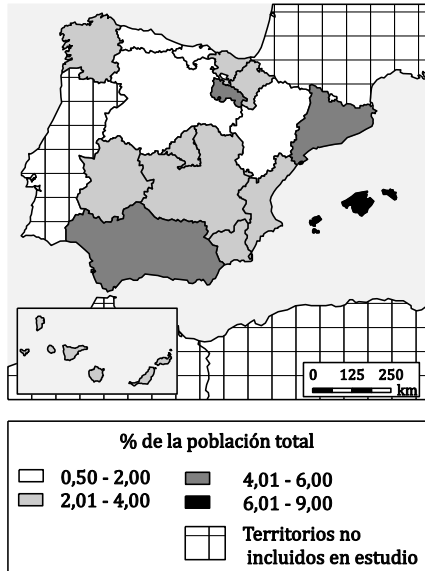 0 125 250
km
% de la población total
0,50 - 2,00
2,01 - 4,00
4,01 - 6,00
6,01 - 9,00
Territorios no
incluidos en estudio